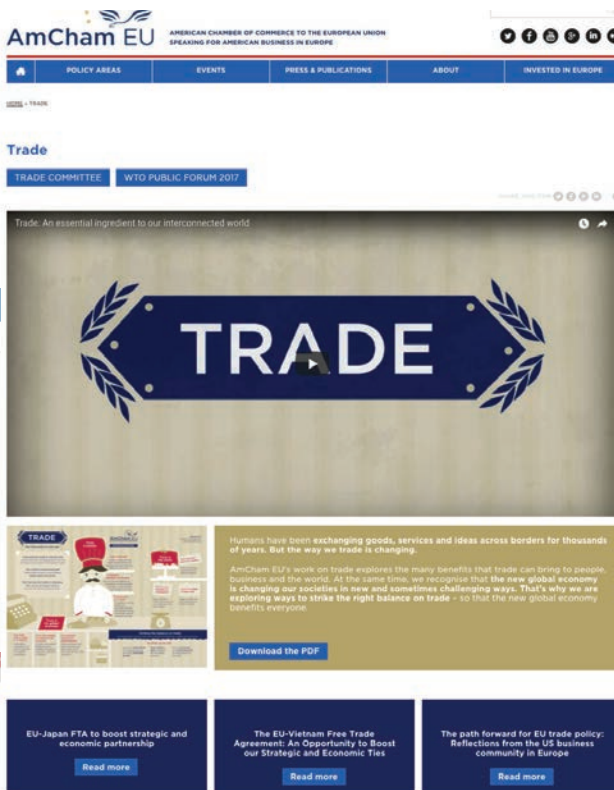 AmCham EU
AMERICAN CHAMBER OF COMMERCE TO THE EUROPEAN UNION
SPEAKING FOR AMERICAN BUSINESS IN EUROPE
POLICY AREAS
EVENTS
PRESS & PUBLICATIONS
ABOUT
INVESTED IN EUROPE
HOME » TRADE
Trade
TRADE COMMITTEE
WTO PUBLIC FORUM 2017
Trade: An essential ingredient to our interconnected world
TRADE
TRADE
Humans have been exchanging goods, services and ideas across borders for thousands
of years. But the way we trade is changing.
AmCham EU's work on trade explores the many benefits that trade can bring to people,
business and the world. At the same time, we recognise that the new global economy
is changing our societies in new and sometimes challenging ways. That's why we are
exploring ways to strike the right balance on trade – so that the new global economy
benefits everyone.
Download the PDF
EU-Japan FTA to boost strategic and
economic partnership
Read more
The EU-Vietnam Free Trade
Agreement: An Opportunity to Boost
our Strategic and Economic Ties
Read more
The path forward for EU trade policy:
Reflections from the US business
community in Europe
Read more